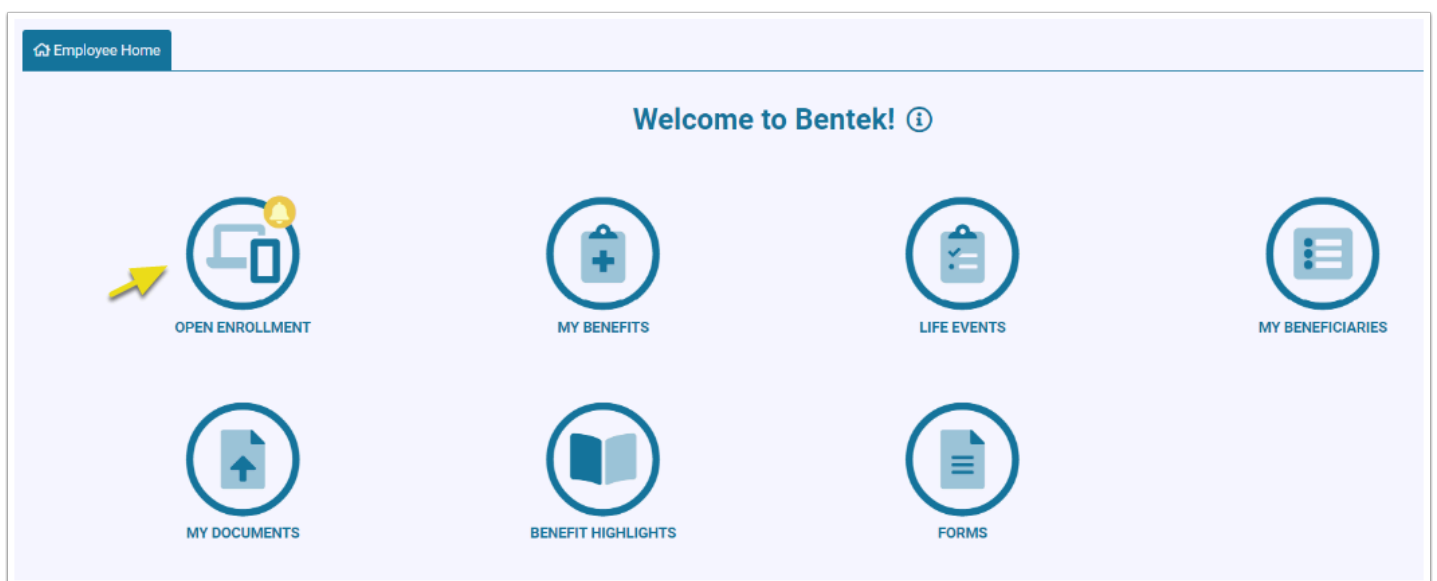 Employee Home
Welcome to Bentek!
OPEN ENROLLMENT
MY BENEFITS
LIFE EVENTS
MY BENEFICIARIES
MY DOCUMENTS
BENEFIT HIGHLIGHTS
FORMS